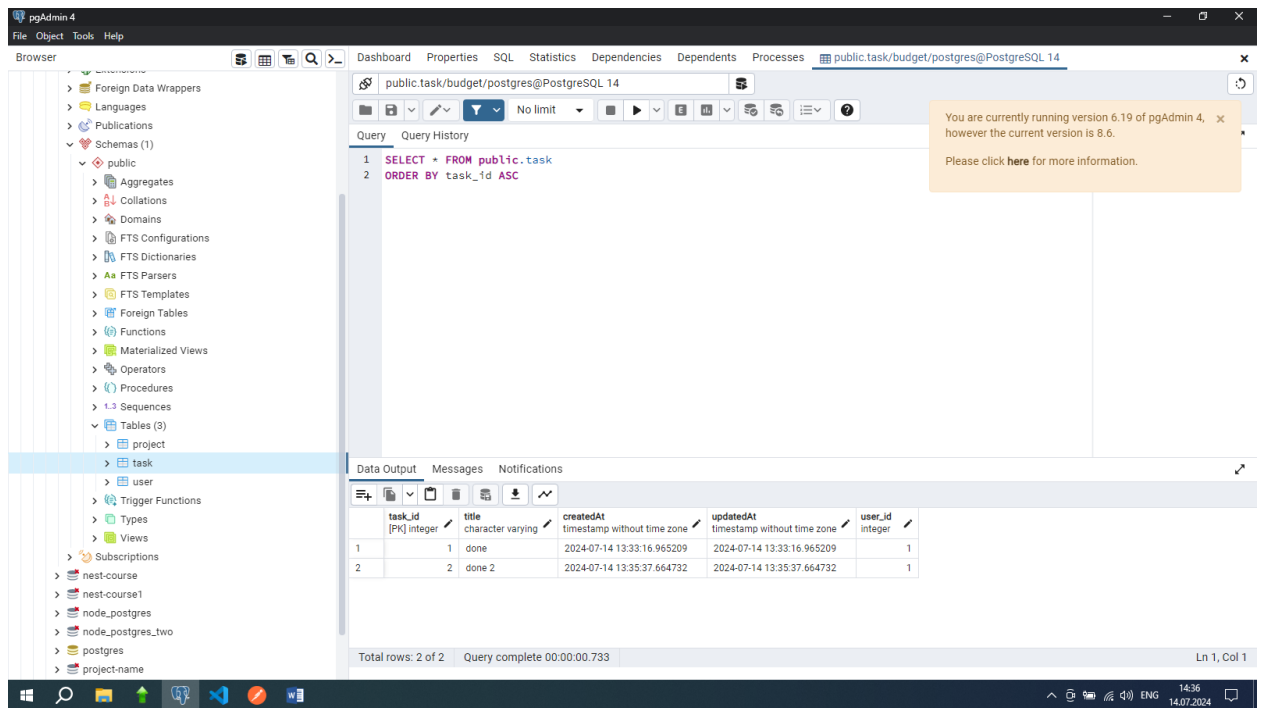 pgAdmin 4
File Object Tools Help
Browser
Foreign Data Wrappers
Languages
Publications
Schemas (1)
public
Aggregates
Collations
Domains
FTS Configurations
FTS Dictionaries
Aa FTS Parsers
FTS Templates
Foreign Tables
Functions
Materialized Views
Operators
Procedures
1..3 Sequences
Tables (3)
project
task
user
Trigger Functions
Types
Views
Subscriptions
nest-course
nest-course1
node_postgres
node_postgres_two
postgres
project-name
Dashboard Properties SQL Statistics Dependencies Dependents Processes public.task/budget/postgres@PostgreSQL 14
public.task/budget/postgres@PostgreSQL 14
No limit
You are currently running version 6.19 of pgAdmin 4,
however the current version is 8.6.
Please click here for more information.
Query Query History
1 SELECT * FROM public.task
2 ORDER BY task_id ASC
Data Output Messages Notifications
task_id title createdAt updatedAt user_id
[PK] integer character varying timestamp without time zone timestamp without time zone integer
1 1 done 2024-07-14 13:33:16.965209 2024-07-14 13:33:16.965209 1
2 2 done 2 2024-07-14 13:35:37.664732 2024-07-14 13:35:37.664732 1
Total rows: 2 of 2 Query complete 00:00:00.733 Ln 1, Col 1
ENG
14:36
14.07.2024